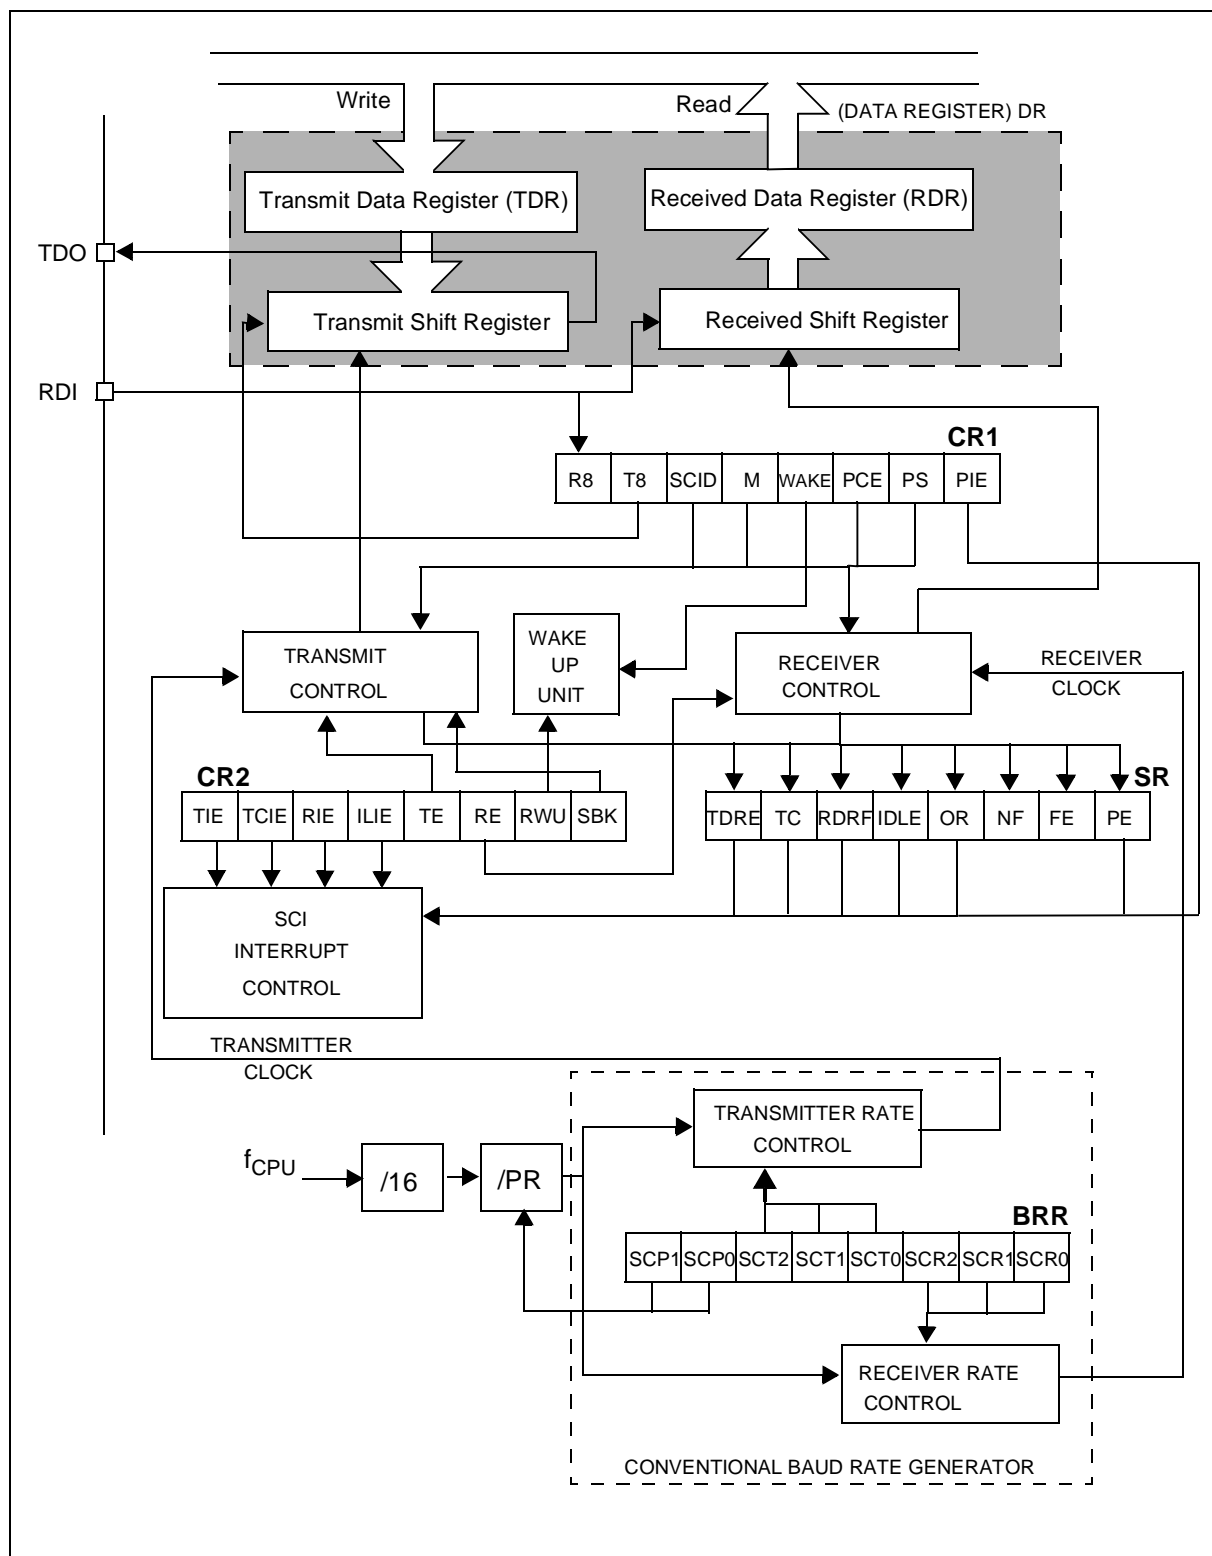 Write
Read
(DATA REGISTER) DR
Transmit Data Register (TDR)
Received Data Register (RDR)
TDO
Transmit Shift Register
Received Shift Register
RDI
CR1
R8 T8 SCID M WAKE PCE PS PIE
TRANSMIT
CONTROL
WAKE
UP
UNIT
RECEIVER
CONTROL
RECEIVER
CLOCK
CR2
SR
TIE TCIE RIE ILIE TE RE RWU SBK
TDRE TC RDRF IDLE OR NF FE PE
SCI
INTERRUPT
CONTROL
TRANSMITTER
CLOCK
TRANSMITTER RATE
CONTROL
fCPU
/16
/PR
BRR
SCP1 SCP0 SCT2 SCT1 SCT0 SCR2 SCR1 SCR0
RECEIVER RATE
CONTROL
CONVENTIONAL BAUD RATE GENERATOR